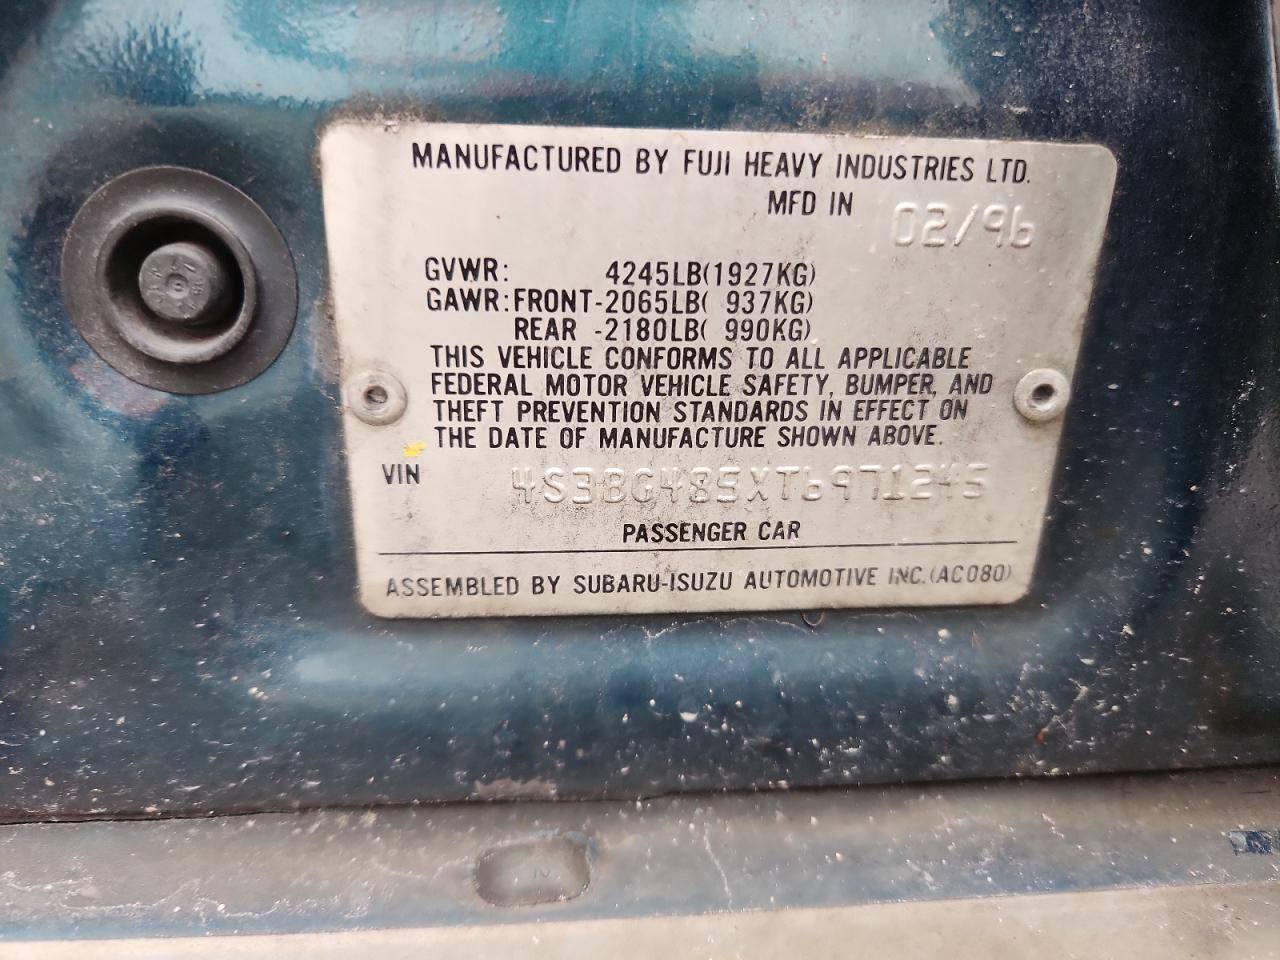 MANUFACTURED BY FUJI HEAVY INDUSTRIES LTD.
MFD IN 02/96
GVWR: 4245LB(1927KG)
GAWR:FRONT-2065LB( 937KG)
REAR -2180LB( 990KG)
THIS VEHICLE CONFORMS TO ALL APPLICABLE
FEDERAL MOTOR VEHICLE SAFETY, BUMPER, AND
THEFT PREVENTION STANDARDS IN EFFECT ON
THE DATE OF MANUFACTURE SHOWN ABOVE.
VIN 4S3BG485XT6971245
PASSENGER CAR
ASSEMBLED BY SUBARU-ISUZU AUTOMOTIVE INC.(AC080)